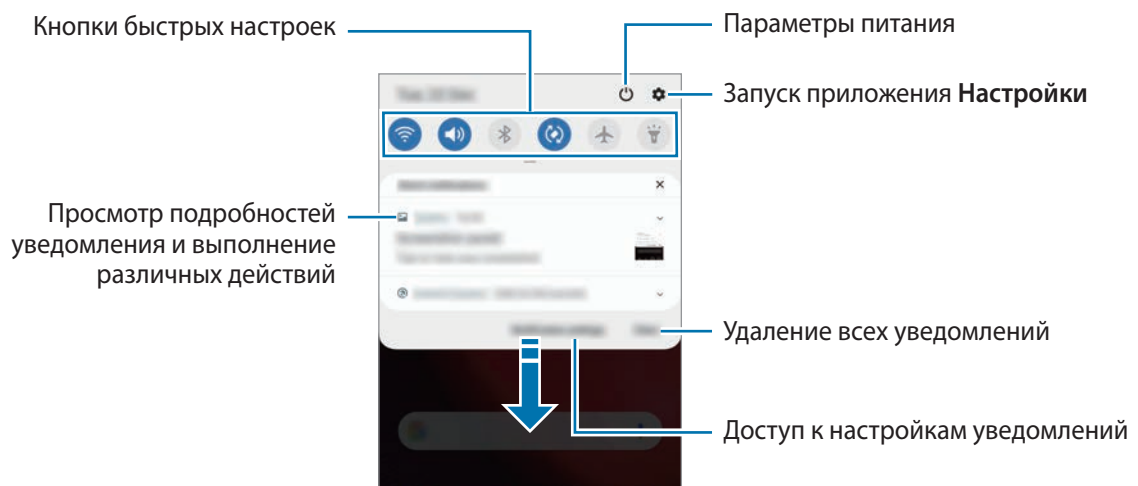 Кнопки быстрых настроек
Параметры питания
Запуск приложения Настройки
Просмотр подробностей
уведомления и выполнение
различных действий
Удаление всех уведомлений
Доступ к настройкам уведомлений